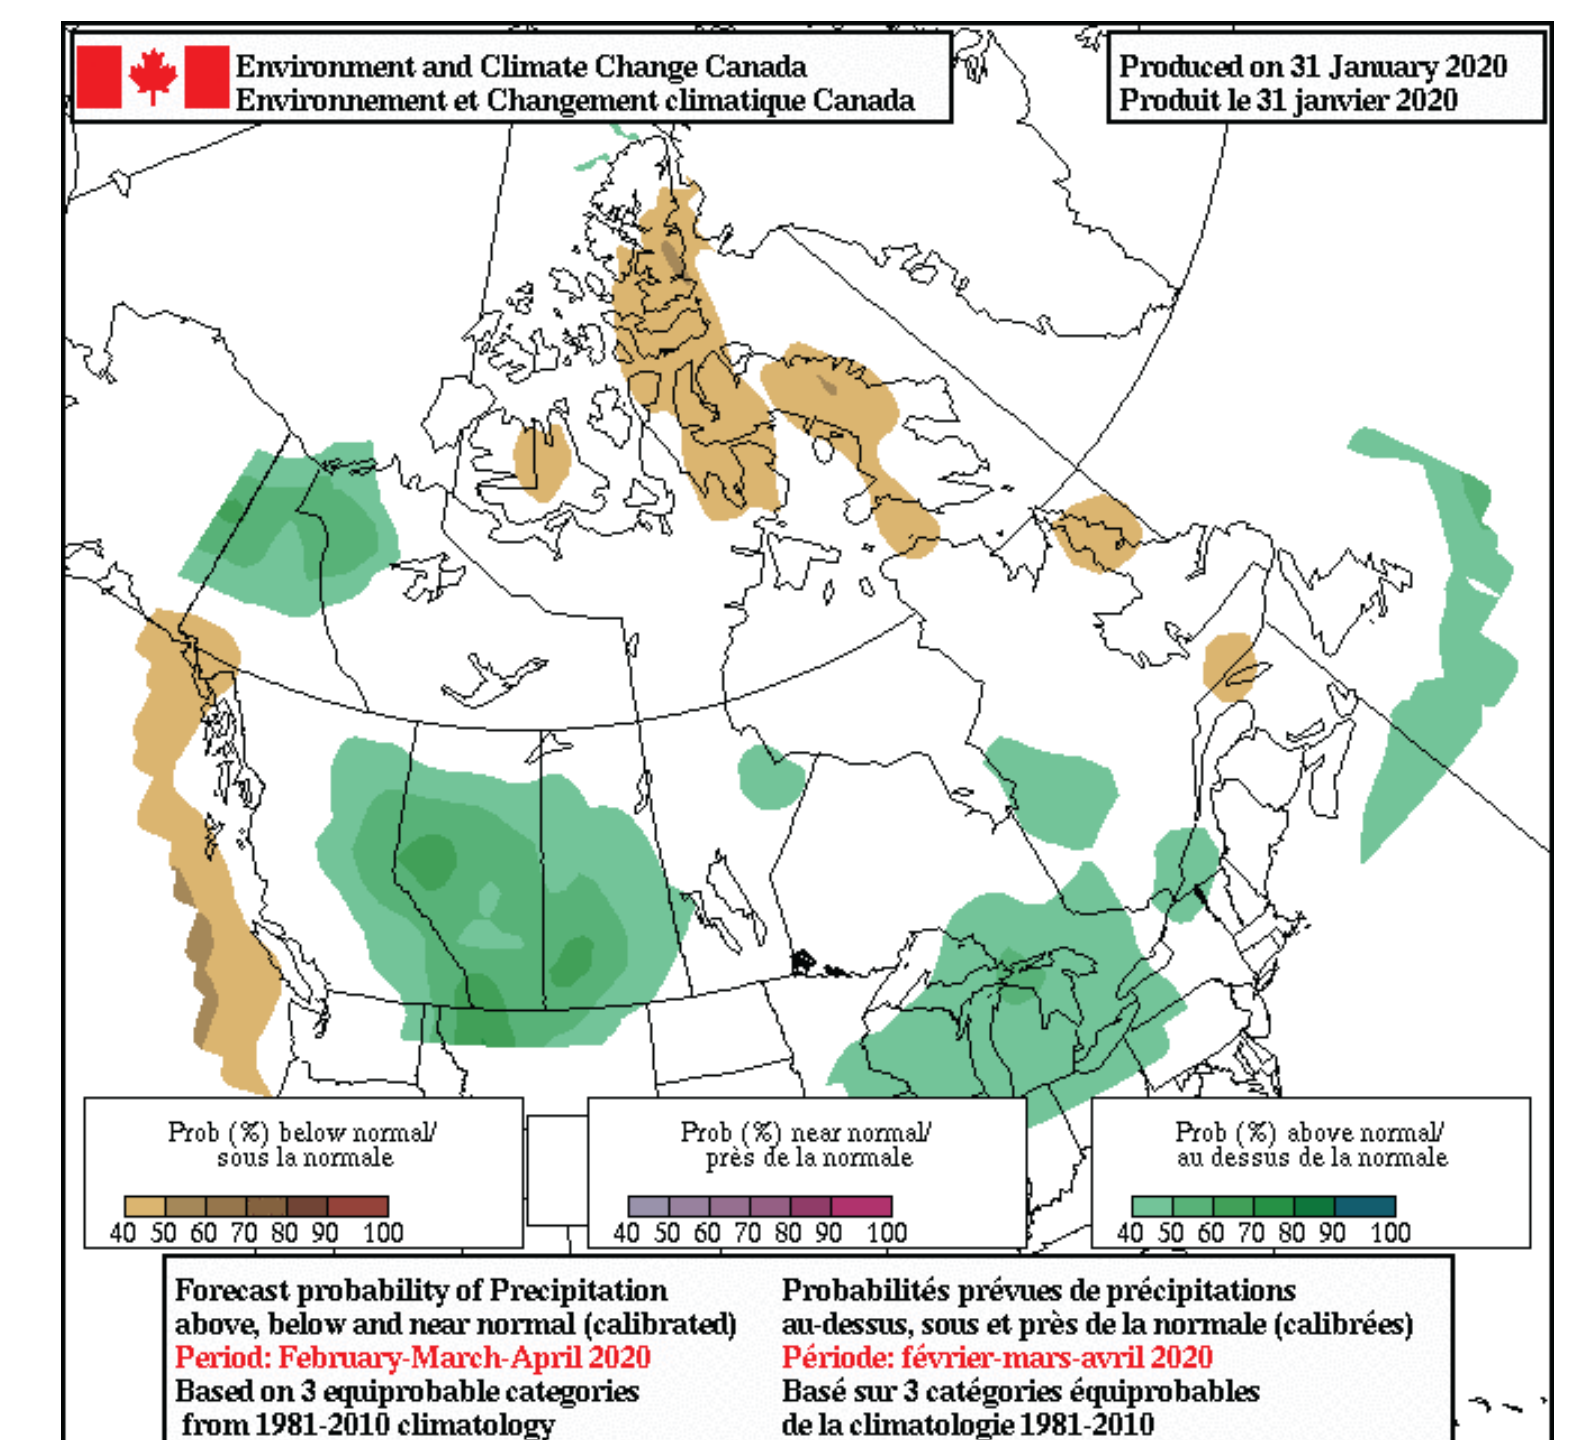 Environment and Climate Change Canada
Environnement et Changement climatique Canada
Produced on 31 January 2020
Produit le 31 janvier 2020
Prob (%) below normal/
sous la normale
40 50 60 70 80 90 100
Prob (%) near normal/
près de la normale
40 50 60 70 80 90 100
Prob (%) above normal/
au dessus de la normale
40 50 60 70 80 90 100
Forecast probability of Precipitation
above, below and near normal (calibrated)
Period: February-March-April 2020
Based on 3 equiprobable categories
from 1981-2010 climatology
Probabilités prévues de précipitations
au-dessus, sous et près de la normale (calibrées)
Période: février-mars-avril 2020
Basé sur 3 catégories équiprobables
de la climatologie 1981-2010